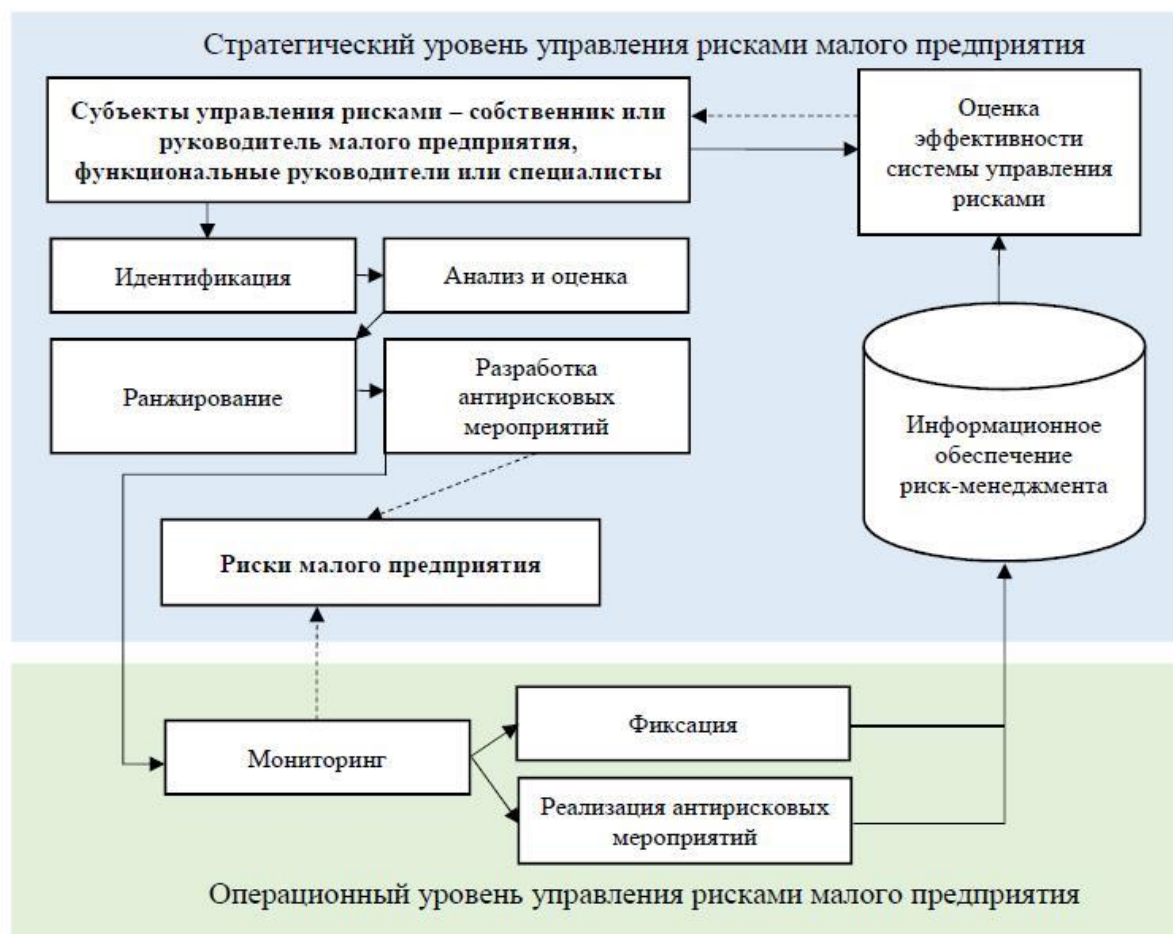 Стратегический уровень управления рисками малого предприятия
Субъекты управления рисками – собственник или
руководитель малого предприятия,
функциональные руководители или специалисты
Оценка
эффективности
системы управления
рисками
Идентификация
Анализ и оценка
Ранжирование
Разработка
антирисковых
мероприятий
Информационное
обеспечение
риск-менеджмента
Риски малого предприятия
Мониторинг
Фиксация
Реализация антирисковых
мероприятий
Операционный уровень управления рисками малого предприятия